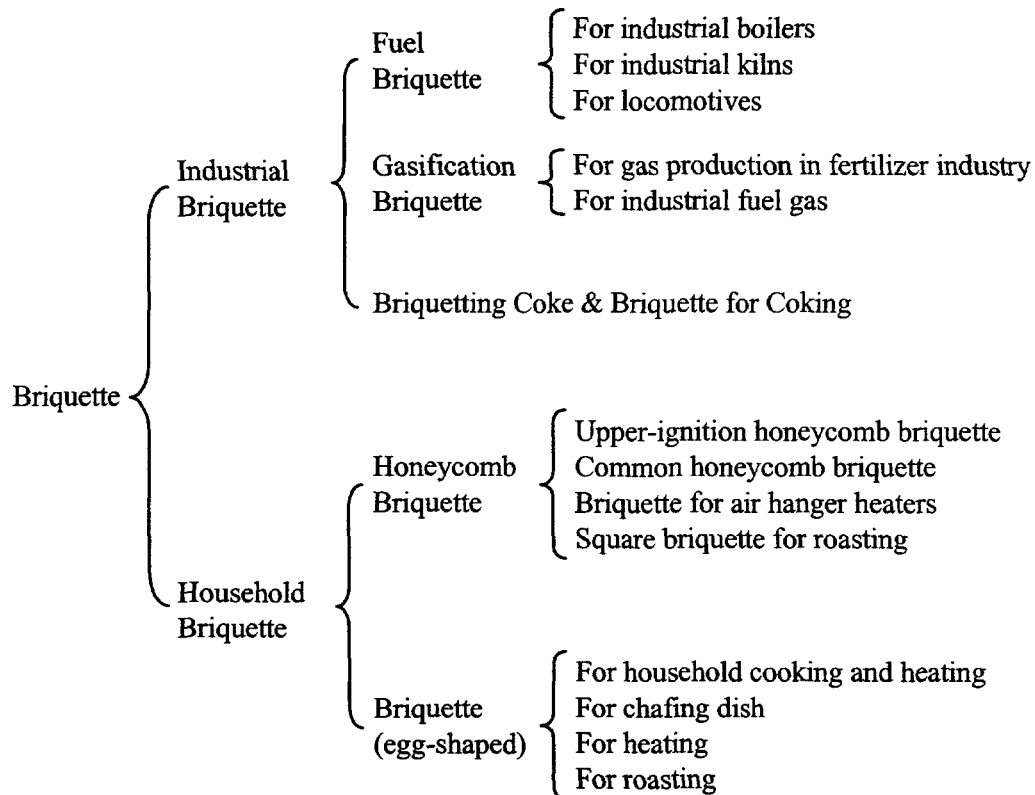 Fuel
Briquette
For industrial boilers
For industrial kilns
For locomotives
Industrial
Briquette
Gasification
Briquette
For gas production in fertilizer industry
For industrial fuel gas
Briquetting Coke & Briquette for Coking
Briquette
Honeycomb
Briquette
Upper-ignition honeycomb briquette
Common honeycomb briquette
Briquette for air hanger heaters
Square briquette for roasting
Household
Briquette
Briquette
(egg-shaped)
For household cooking and heating
For chafing dish
For heating
For roasting